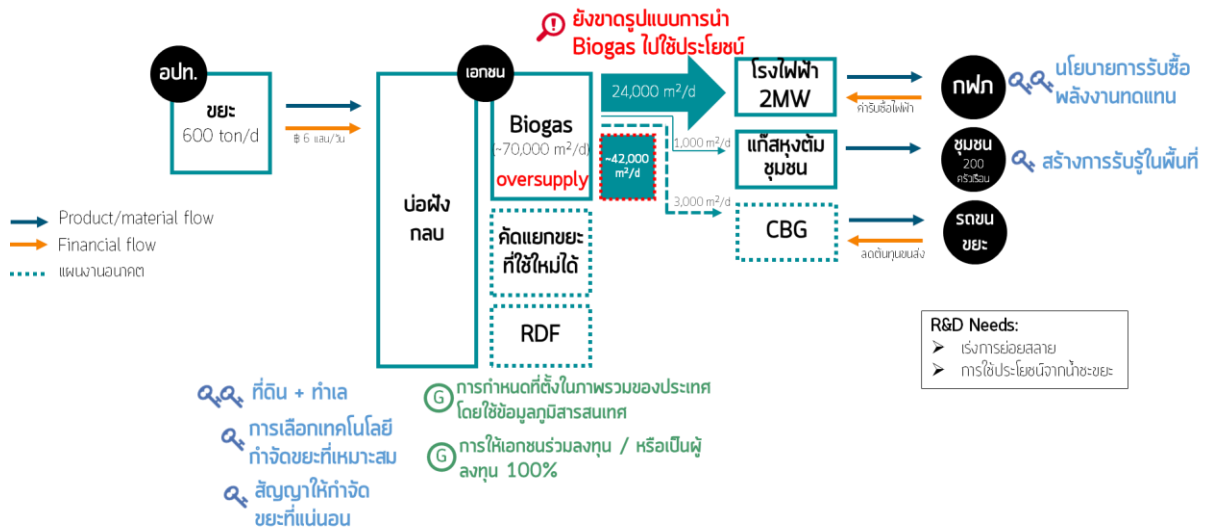 ยังขาดรูปแบบการนำ
Biogas ไปใช้ประโยชน์
อปท.
ขยะ
600 ton/d
฿ 6 แสน/วัน
บ่อฝัง
กลบ
เอกชน
Biogas
(~70,000 m²/d)
oversupply
คัดแยกขยะ
ที่ใช้ใหม่ได้
RDF
24,000 m²/d
1,000 m²/d
~42,000
m²/d
3,000 m²/d
โรงไฟฟ้า
2MW
แก๊สหุงต้ม
ชุมชน
CBG
ค่ารับซื้อไฟฟ้า
ลดต้นทุนขนส่ง
กฟภ
ชุมชน
200
ครัวเรือน
รถขน
ขยะ
นโยบายการรับซื้อ
พลังงานทดแทน
สร้างการรับรู้ในพื้นที่
Product/material flow
Financial flow
แผนงานอนาคต
R&D Needs:
➤ เร่งการย่อยสลาย
➤ การใช้ประโยชน์จากน้ำชะขยะ
ที่ดิน + ทำเล
การเลือกเทคโนโลยี
กำจัดขยะที่เหมาะสม
สัญญาให้กำจัด
ขยะที่แน่นอน
G การกำหนดที่ตั้งในภาพรวมของประเทศ
โดยใช้ข้อมูลภูมิสารสนเทศ
G การให้เอกชนร่วมลงทุน / หรือเป็นผู้
ลงทุน 100%